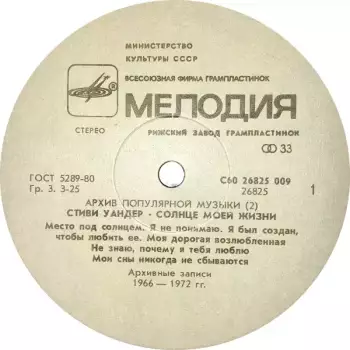 МИНИСТЕРСТВО
КУЛЬТУРЫ СССР
ВСЕСОЮЗНАЯ ФИРМА ГРАМПЛАСТИНОК
МЕЛОДИЯ
СТЕРЕО
РИЖСКИЙ ЗАВОД ГРАМПЛАСТИНОК
33
ГОСТ 5289-80
С60 26825 009
Гр. 3. 3-25
26825
1
АРХИВ ПОПУЛЯРНОЙ МУЗЫКИ (2)
СТИВИ УАНДЕР · СОЛНЦЕ МОЕЙ ЖИЗНИ
Место под солнцем. Я не понимаю. Я был создан,
чтобы любить ее. Моя дорогая возлюбленная
Не знаю, почему я тебя люблю
Мои сны никогда не сбываются
Архивные записи
1966 — 1972 гг.